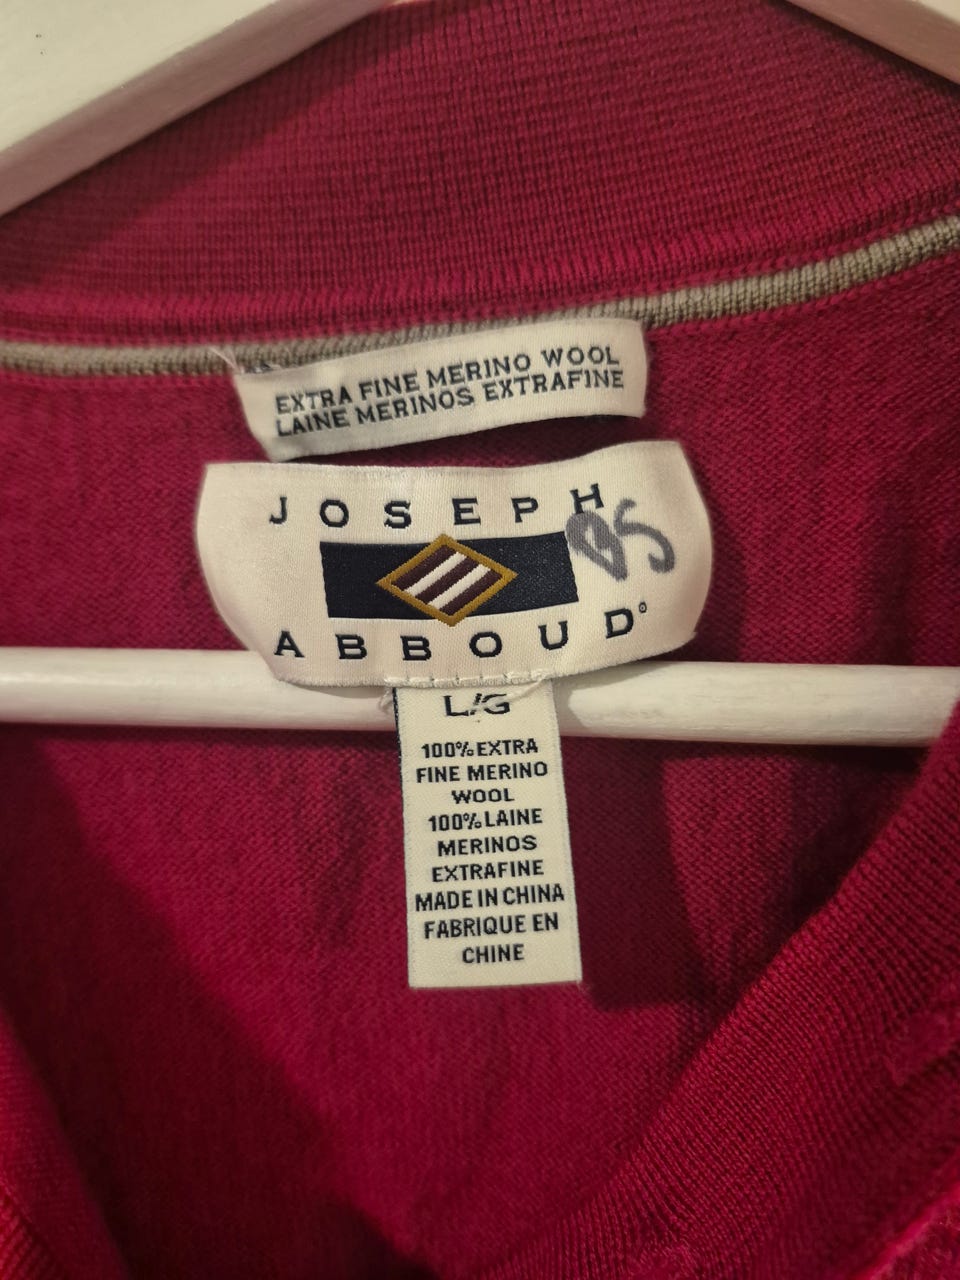 EXTRA FINE MERINO WOOL
LAINE MERINOS EXTRAFINE
JOSEPH
ABBOUD®
L/G
100% EXTRA
FINE MERINO
WOOL
100% LAINE
MERINOS
EXTRAFINE
MADE IN CHINA
FABRIQUE EN
CHINE